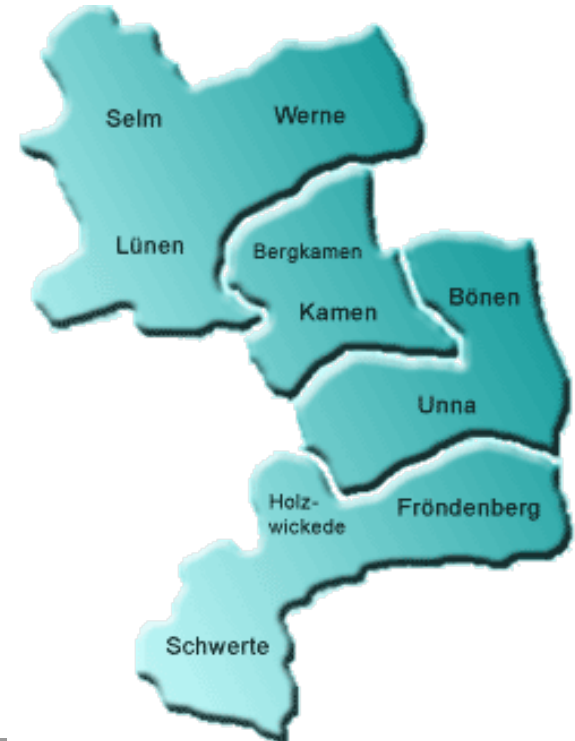 Selm
Werne
Lünen
Bergkamen
Kamen
Bönen
Unna
Holz-
wickede
Fröndenberg
Schwerte